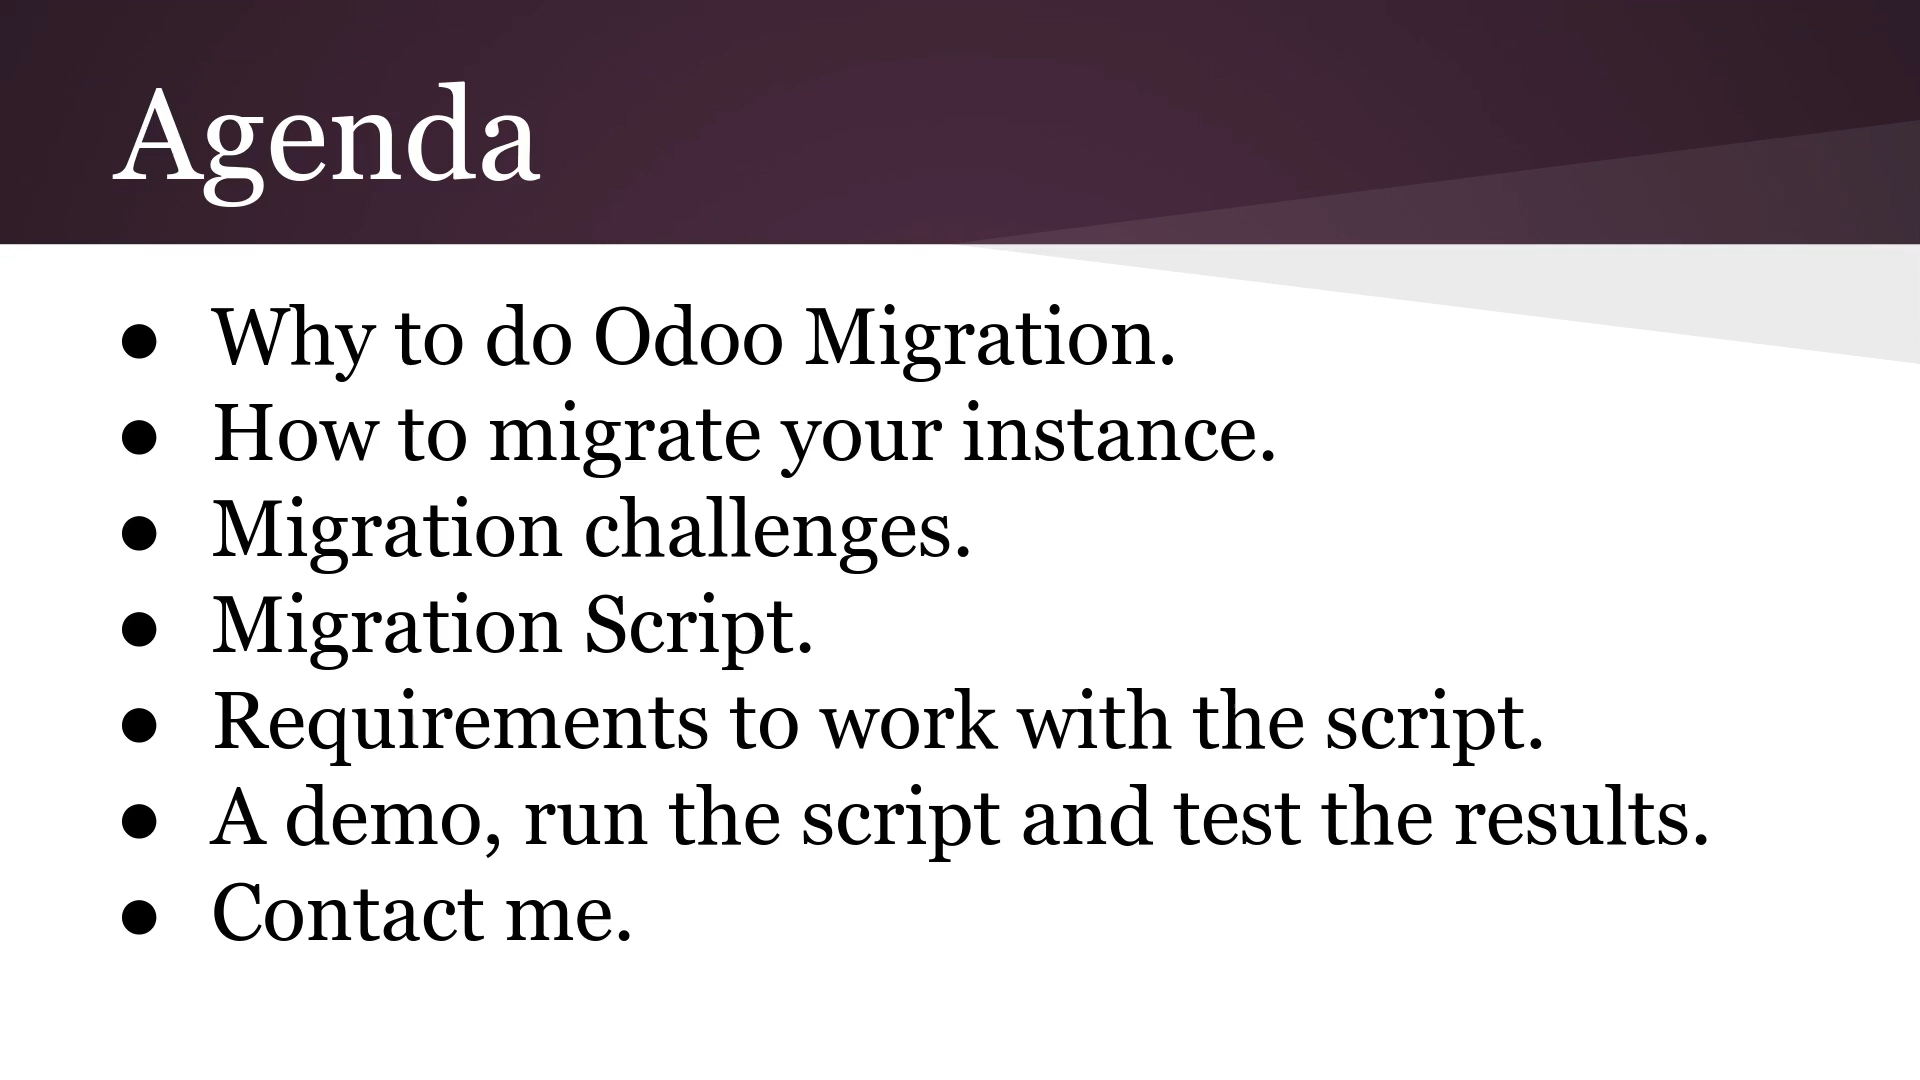 Agenda
● Why to do Odoo Migration.
● How to migrate your instance.
● Migration challenges.
● Migration Script.
● Requirements to work with the script.
● A demo, run the script and test the results.
● Contact me.